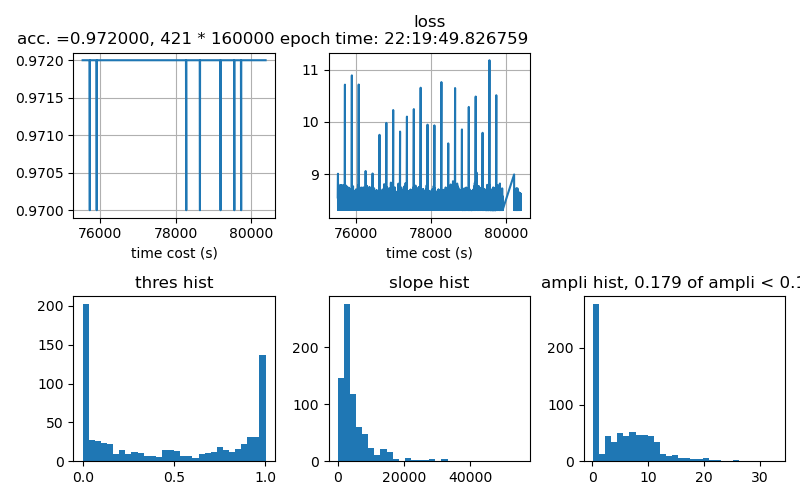 loss
acc. =0.972000, 421 * 160000 epoch time: 22:19:49.826759
0.9720
0.9715
0.9710
0.9705
0.9700
76000 78000 80000
time cost (s)
11
10
9
76000 78000 80000
time cost (s)
thres hist
200
150
100
50
0
0.0 0.5 1.0
slope hist
200
0
0 20000 40000
ampli hist, 0.179 of ampli < 0.1
200
0
0 10 20 30